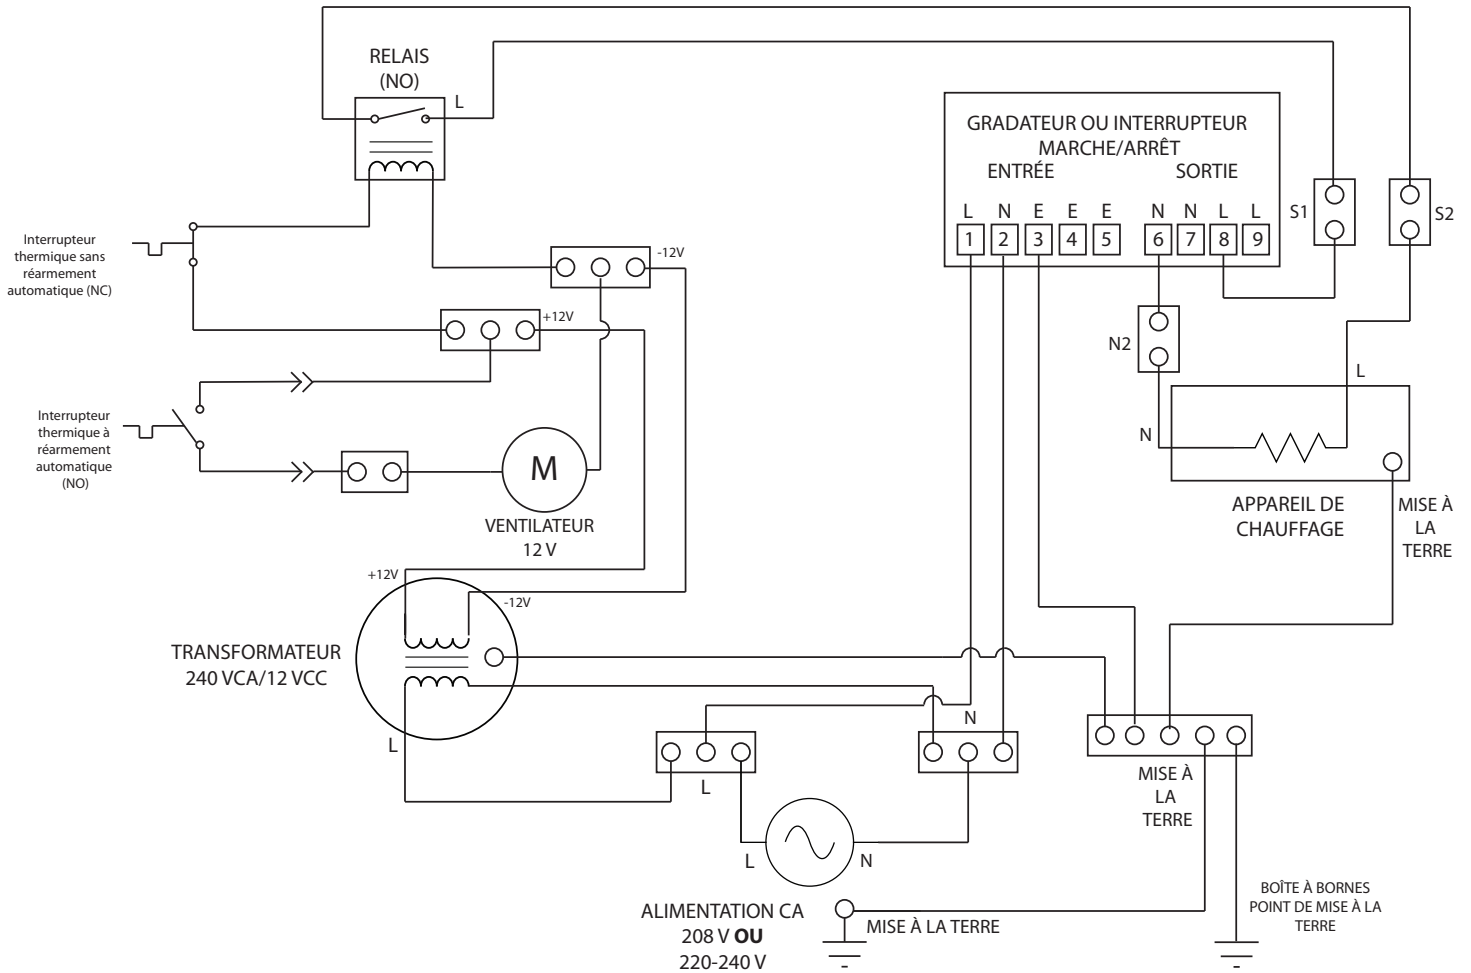 RELAIS
(NO)
L
GRADATEUR OU INTERRUPTEUR
MARCHE/ARRÊT
ENTRÉE SORTIE
L N E E E N N L L
1 2 3 4 5 6 7 8 9
S1
S2
Interrupteur
thermique sans
réarmement
automatique (NC)
-12V
+12V
N2
L
N
Interrupteur
thermique à
réarmement
automatique
(NO)
M
VENTILATEUR
12 V
APPAREIL DE
CHAUFFAGE
MISE À
LA
TERRE
+12V
-12V
TRANSFORMATEUR
240 VCA/12 VCC
L
N
L
MISE À
LA
TERRE
L
N
ALIMENTATION CA
208 V OU
220-240 V
MISE À LA TERRE
BOÎTE À BORNES
POINT DE MISE À LA
TERRE